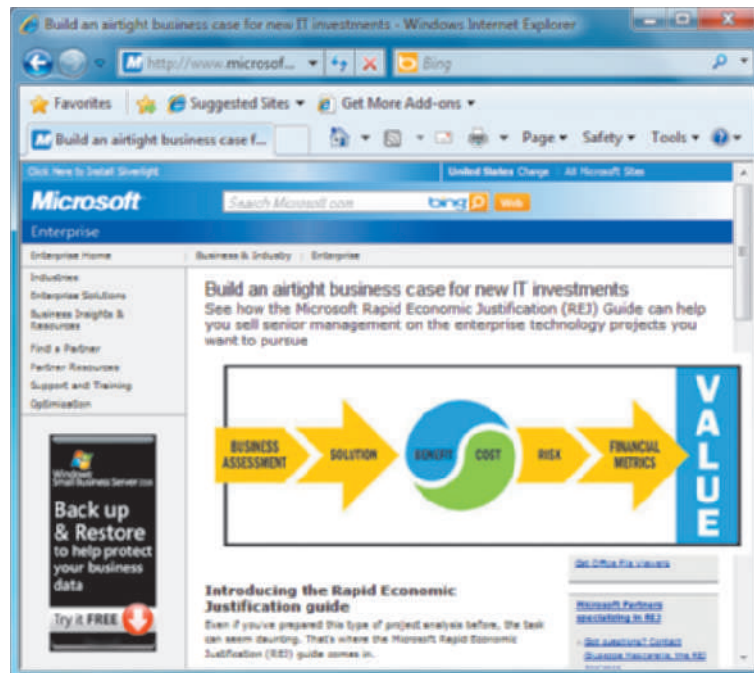 Build an airtight business case for new IT investments - Windows Internet Explorer
http://www.microsof...
Bing
Favorites
Suggested Sites
Get More Add-ons
Build an airtight business case f...
Page
Safety
Tools
Click Here to Install Silverlight
United States Change
All Microsoft Sites
Microsoft
Search Microsoft.com
bing
Web
Enterprise
Enterprise Home
Business & Industry
Enterprise
Industries
Enterprise Solutions
Business Insights &
Resources
Find a Partner
Partner Resources
Support and Training
Optimization
Build an airtight business case for new IT investments
See how the Microsoft Rapid Economic Justification (REJ) Guide can help
you sell senior management on the enterprise technology projects you
want to pursue
BUSINESS
ASSESSMENT
SOLUTION
BENEFIT
COST
RISK
FINANCIAL
METRICS
VALUE
Windows
Small Business Server
Back up
& Restore
to help protect
your business
data
Try it FREE
Introducing the Rapid Economic
Justification guide
Even if you've prepared this type of project analysis before, the task
can seem daunting. That's where the Microsoft Rapid Economic
Justification (REJ) guide comes in.
Get Office File Viewers
Microsoft Partners
specializing in REJ
Got questions? Contact
the REJ